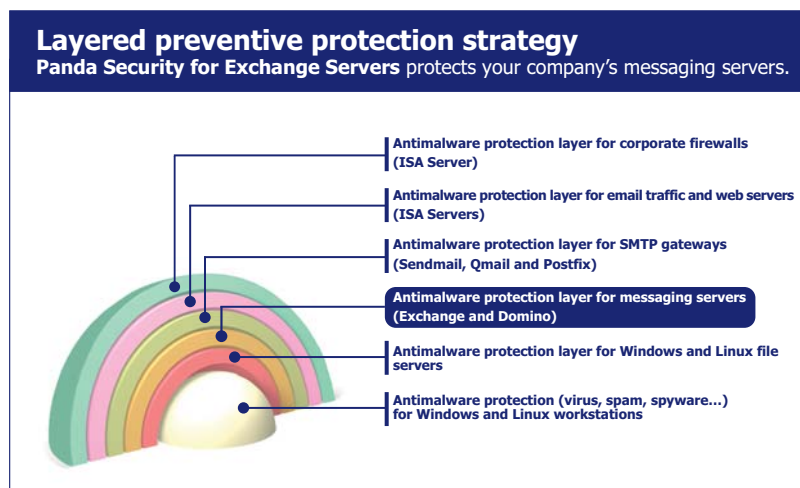 Layered preventive protection strategy
Panda Security for Exchange Servers protects your company's messaging servers.
Antimalware protection layer for corporate firewalls
(ISA Server)
Antimalware protection layer for email traffic and web servers
(ISA Servers)
Antimalware protection layer for SMTP gateways
(Sendmail, Qmail and Postfix)
Antimalware protection layer for messaging servers
(Exchange and Domino)
Antimalware protection layer for Windows and Linux file
servers
Antimalware protection (virus, spam, spyware...)
for Windows and Linux workstations